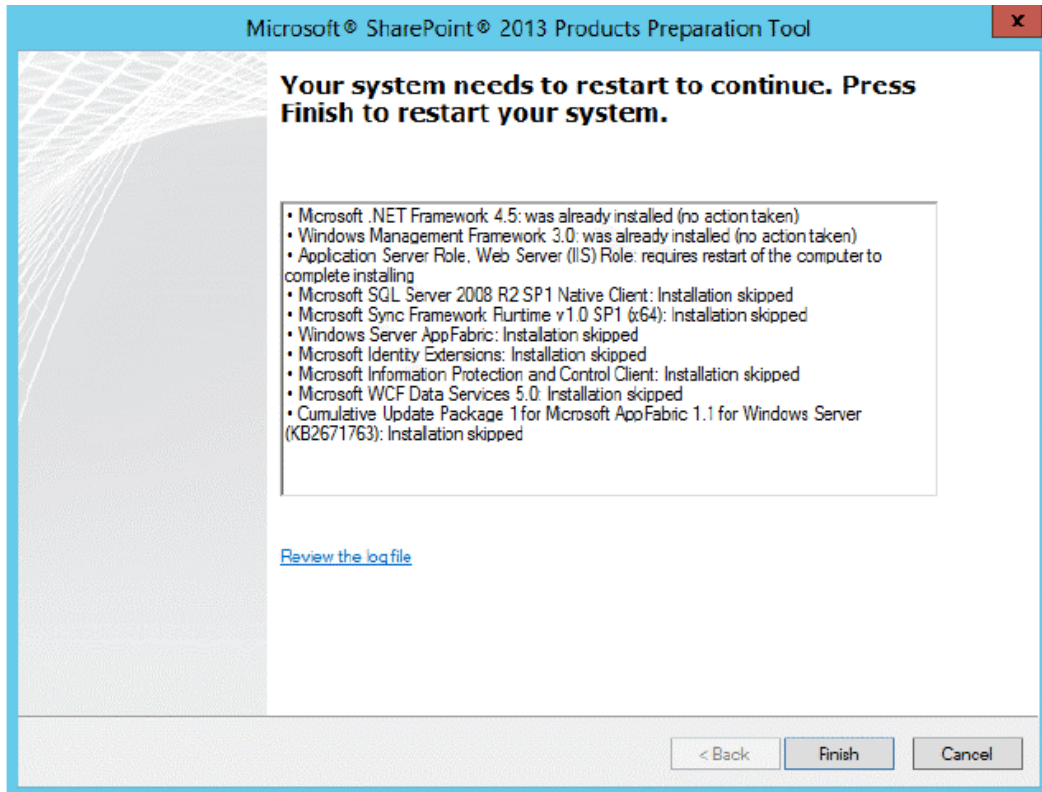 Microsoft® SharePoint® 2013 Products Preparation Tool
x
Your system needs to restart to continue. Press
Finish to restart your system.
• Microsoft .NET Framework 4.5: was already installed (no action taken)
• Windows Management Framework 3.0: was already installed (no action taken)
• Application Server Role, Web Server (IIS) Role: requires restart of the computer to
complete installing
• Microsoft SQL Server 2008 R2 SP1 Native Client: Installation skipped
• Microsoft Sync Framework Runtime v1.0 SP1 (x64): Installation skipped
• Windows Server AppFabric: Installation skipped
• Microsoft Identity Extensions: Installation skipped
• Microsoft Information Protection and Control Client: Installation skipped
• Microsoft WCF Data Services 5.0: Installation skipped
• Cumulative Update Package 1 for Microsoft AppFabric 1.1 for Windows Server
(KB2671763): Installation skipped
Review the log file
< Back Finish Cancel